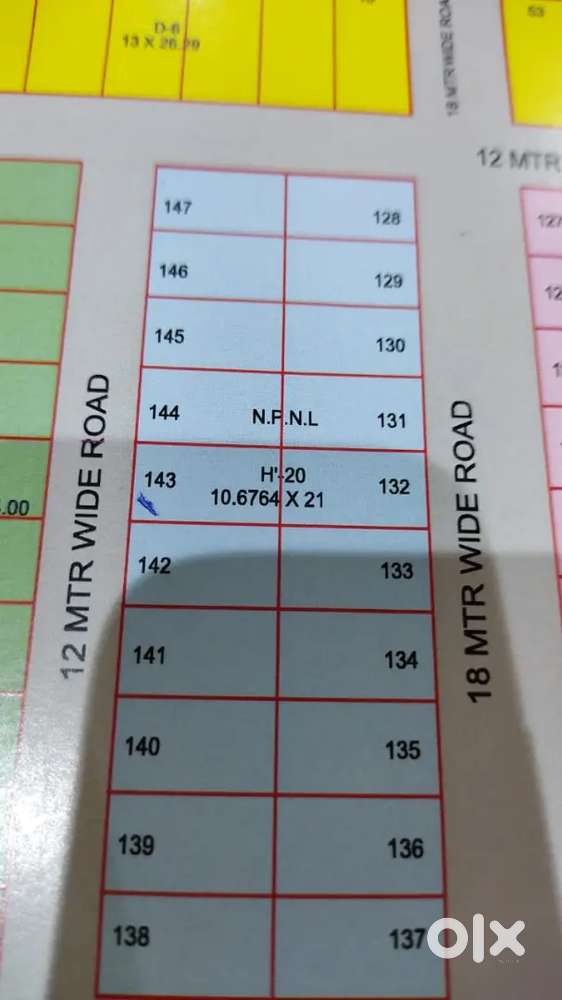 D-6
13 X 26.20
18 MTR WIDE ROAD
53
12 MTR
147
128
127
146
129
145
130
144
N.P.N.L
131
143
H'-20
10.6764 X 21
132
.00
142
133
141
134
140
135
139
136
138
137
12 MTR WIDE ROAD
18 MTR WIDE ROAD
olx